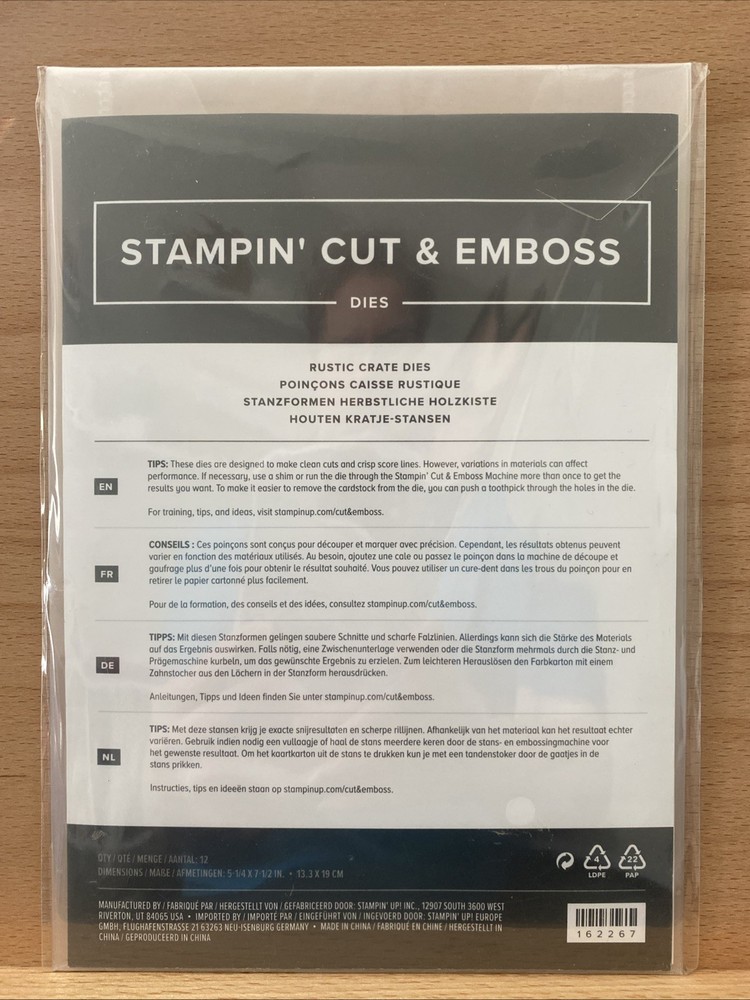 STAMPIN' CUT & EMBOSS
DIES
RUSTIC CRATE DIES
POINÇONS CAISSE RUSTIQUE
STANZFORMEN HERBSTLICHE HOLZKISTE
HOUTEN KRATJE-STANSEN
EN
TIPS: These dies are designed to make clean cuts and crisp score lines. However, variations in materials can affect
performance. If necessary, use a shim or run the die through the Stampin' Cut & Emboss Machine more than once to get the
results you want. To make it easier to remove the cardstock from the die, you can push a toothpick through the holes in the die.
For training, tips, and ideas, visit stampinup.com/cut&emboss.
FR
CONSEILS : Ces poinçons sont conçus pour découper et marquer avec précision. Cependant, les résultats obtenus peuvent
varier en fonction des matériaux utilisés. Au besoin, ajoutez une cale ou passez le poinçon dans la machine de découpe et
gaufrage plus d'une fois pour obtenir le résultat souhaité. Vous pouvez utiliser un cure-dent dans les trous du poinçon pour en
retirer le papier cartonné plus facilement.
Pour de la formation, des conseils et des idées, consultez stampinup.com/cut&emboss.
DE
TIPPS: Mit diesen Stanzformen gelingen saubere Schnitte und scharfe Falzlinien. Allerdings kann sich die Stärke des Materials
auf das Ergebnis auswirken. Falls nötig, eine Zwischenunterlage verwenden oder die Stanzform mehrmals durch die Stanz- und
Prägemaschine kurbeln, um das gewünschte Ergebnis zu erzielen. Zum leichteren Herauslösen den Farbkarton mit einem
Zahnstocher aus den Löchern in der Stanzform herausdrücken.
Anleitungen, Tipps und Ideen finden Sie unter stampinup.com/cut&emboss.
NL
TIPS: Met deze stansen krijg je exacte snijresultaten en scherpe rillijnen. Afhankelijk van het materiaal kan het resultaat echter
variëren. Gebruik indien nodig een vullaagje of haal de stans meerdere keren door de stans- en embossingmachine voor
het gewenste resultaat. Om het kaartkarton uit de stans te drukken kun je met een tandenstoker door de gaatjes in de
stans prikken.
Instructies, tips en ideeën staan op stampinup.com/cut&emboss.
QTY / QTÉ / MENGE / AANTAL: 12
DIMENSIONS / MAßE / AFMETINGEN: 5-1/4 X 7-1/2 IN. • 13.3 X 19 CM
4
LDPE
22
PAP
MANUFACTURED BY / FABRIQUÉ PAR / HERGESTELLT VON / GEFABRICEERD DOOR: STAMPIN' UP! INC., 12907 SOUTH 3600 WEST
RIVERTON, UT 84065 USA • IMPORTED BY / IMPORTÉ PAR / EINGEFÜHRT VON / INGEVOERD DOOR: STAMPIN' UP! EUROPE
GMBH, FLUGHAFENSTRASSE 21 63263 NEU-ISENBURG GERMANY • MADE IN CHINA / FABRIQUÉ EN CHINE / HERGESTELLT IN
CHINA / GEPRODUCEERD IN CHINA
162267